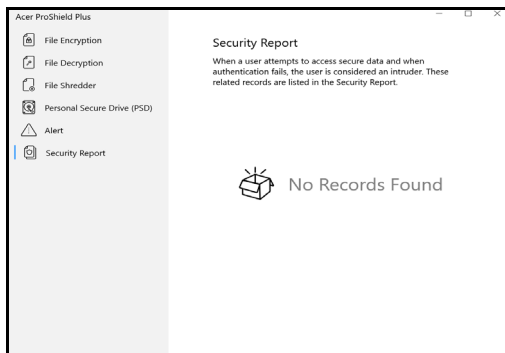 Acer ProShield Plus
File Encryption
File Decryption
File Shredder
Personal Secure Drive (PSD)
Alert
Security Report
Security Report
When a user attempts to access secure data and when
authentication fails, the user is considered an intruder. These
related records are listed in the Security Report.
No Records Found